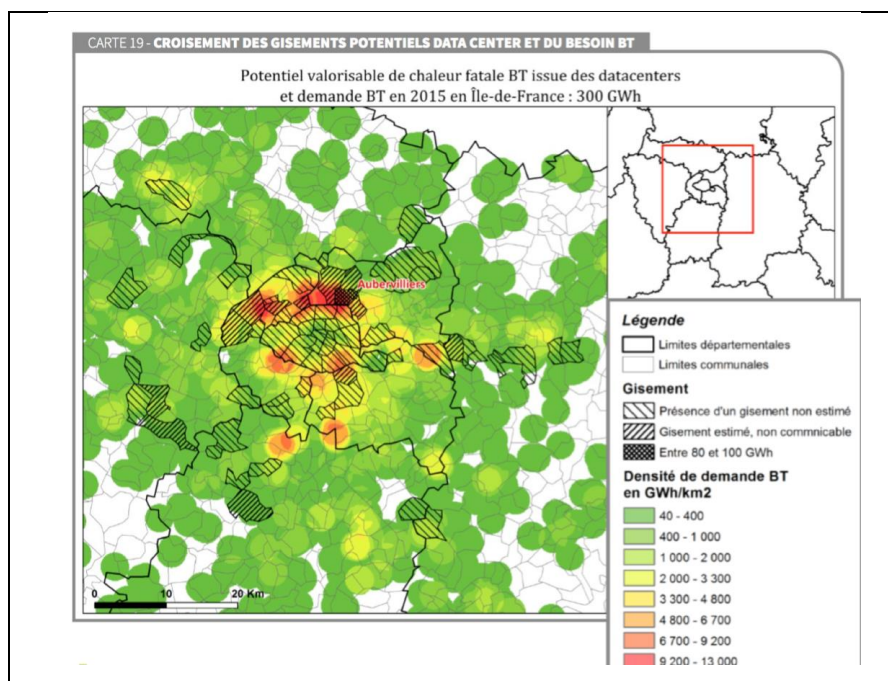 CARTE 19 - CROISEMENT DES GISEMENTS POTENTIELS DATA CENTER ET DU BESOIN BT
Potentiel valorisable de chaleur fatale BT issue des datacenters
et demande BT en 2015 en Île-de-France : 300 GWh
Aubervilliers
0 10 20 Km
Légende
Limites départementales
Limites communales
Gisement
Présence d'un gisement non estimé
Gisement estimé, non commnicable
Entre 80 et 100 GWh
Densité de demande BT
en GWh/km2
40 - 400
400 - 1 000
1 000 - 2 000
2 000 - 3 300
3 300 - 4 800
4 800 - 6 700
6 700 - 9 200
9 200 - 13 000